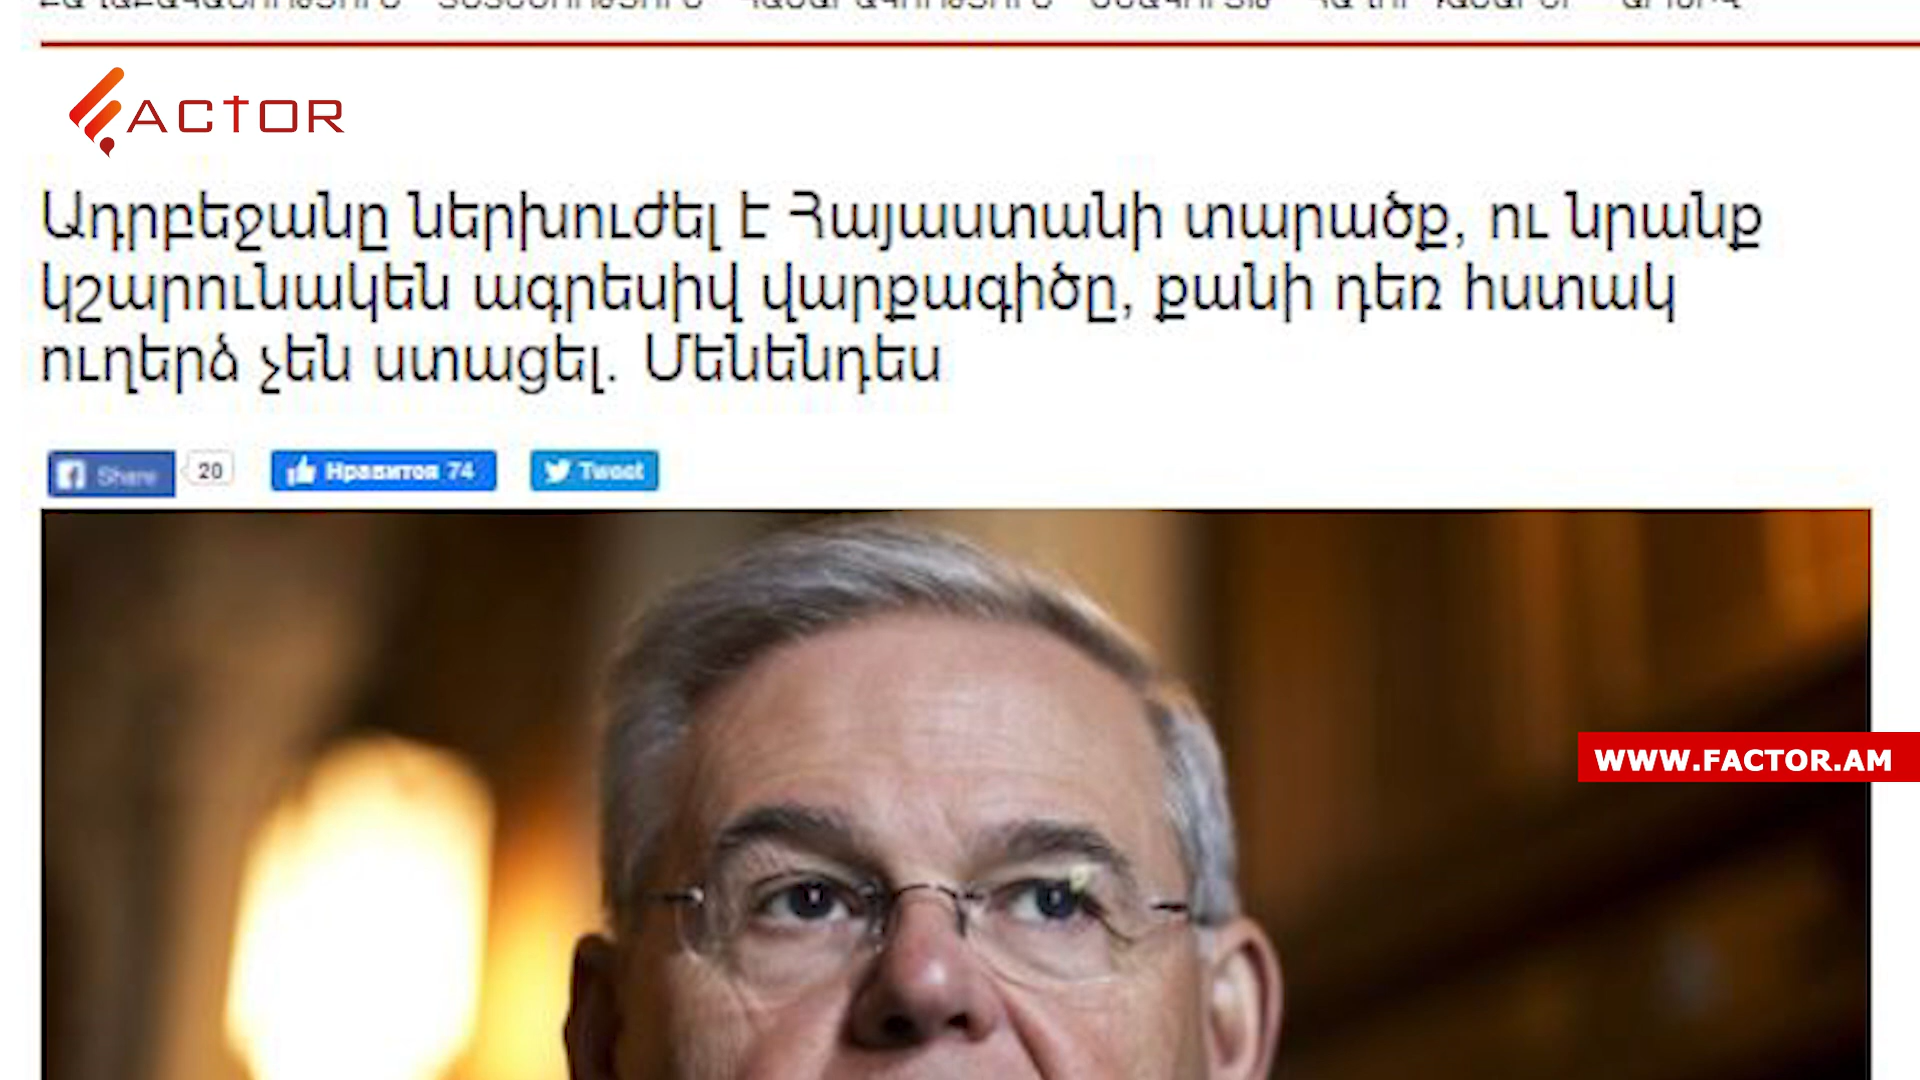 ACTOR
Ադրբեջանը ներխուժել է Հայաստանի տարածք, ու նրանք
կշարունակեն ագրեսիվ վարքագիծը, քանի դեռ հստակ
ուղերձ չեն ստացել. Մենենդես
Share 20 Нравится 74 Tweet
WWW.FACTOR.AM